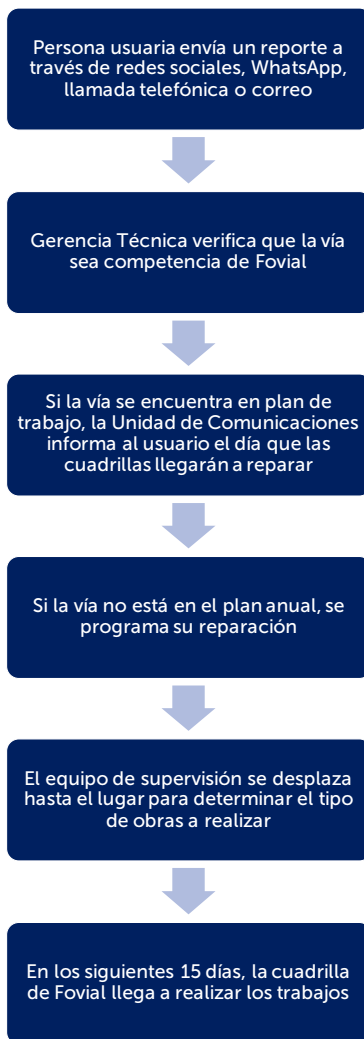 Persona usuaria envía un reporte a
través de redes sociales, WhatsApp,
llamada telefónica o correo
Gerencia Técnica verifica que la vía
sea competencia de Fovial
Si la vía se encuentra en plan de
trabajo, la Unidad de Comunicaciones
informa al usuario el día que las
cuadrillas llegarán a reparar
Si la vía no está en el plan anual, se
programa su reparación
El equipo de supervisión se desplaza
hasta el lugar para determinar el tipo
de obras a realizar
En los siguientes 15 días, la cuadrilla
de Fovial llega a realizar los trabajos